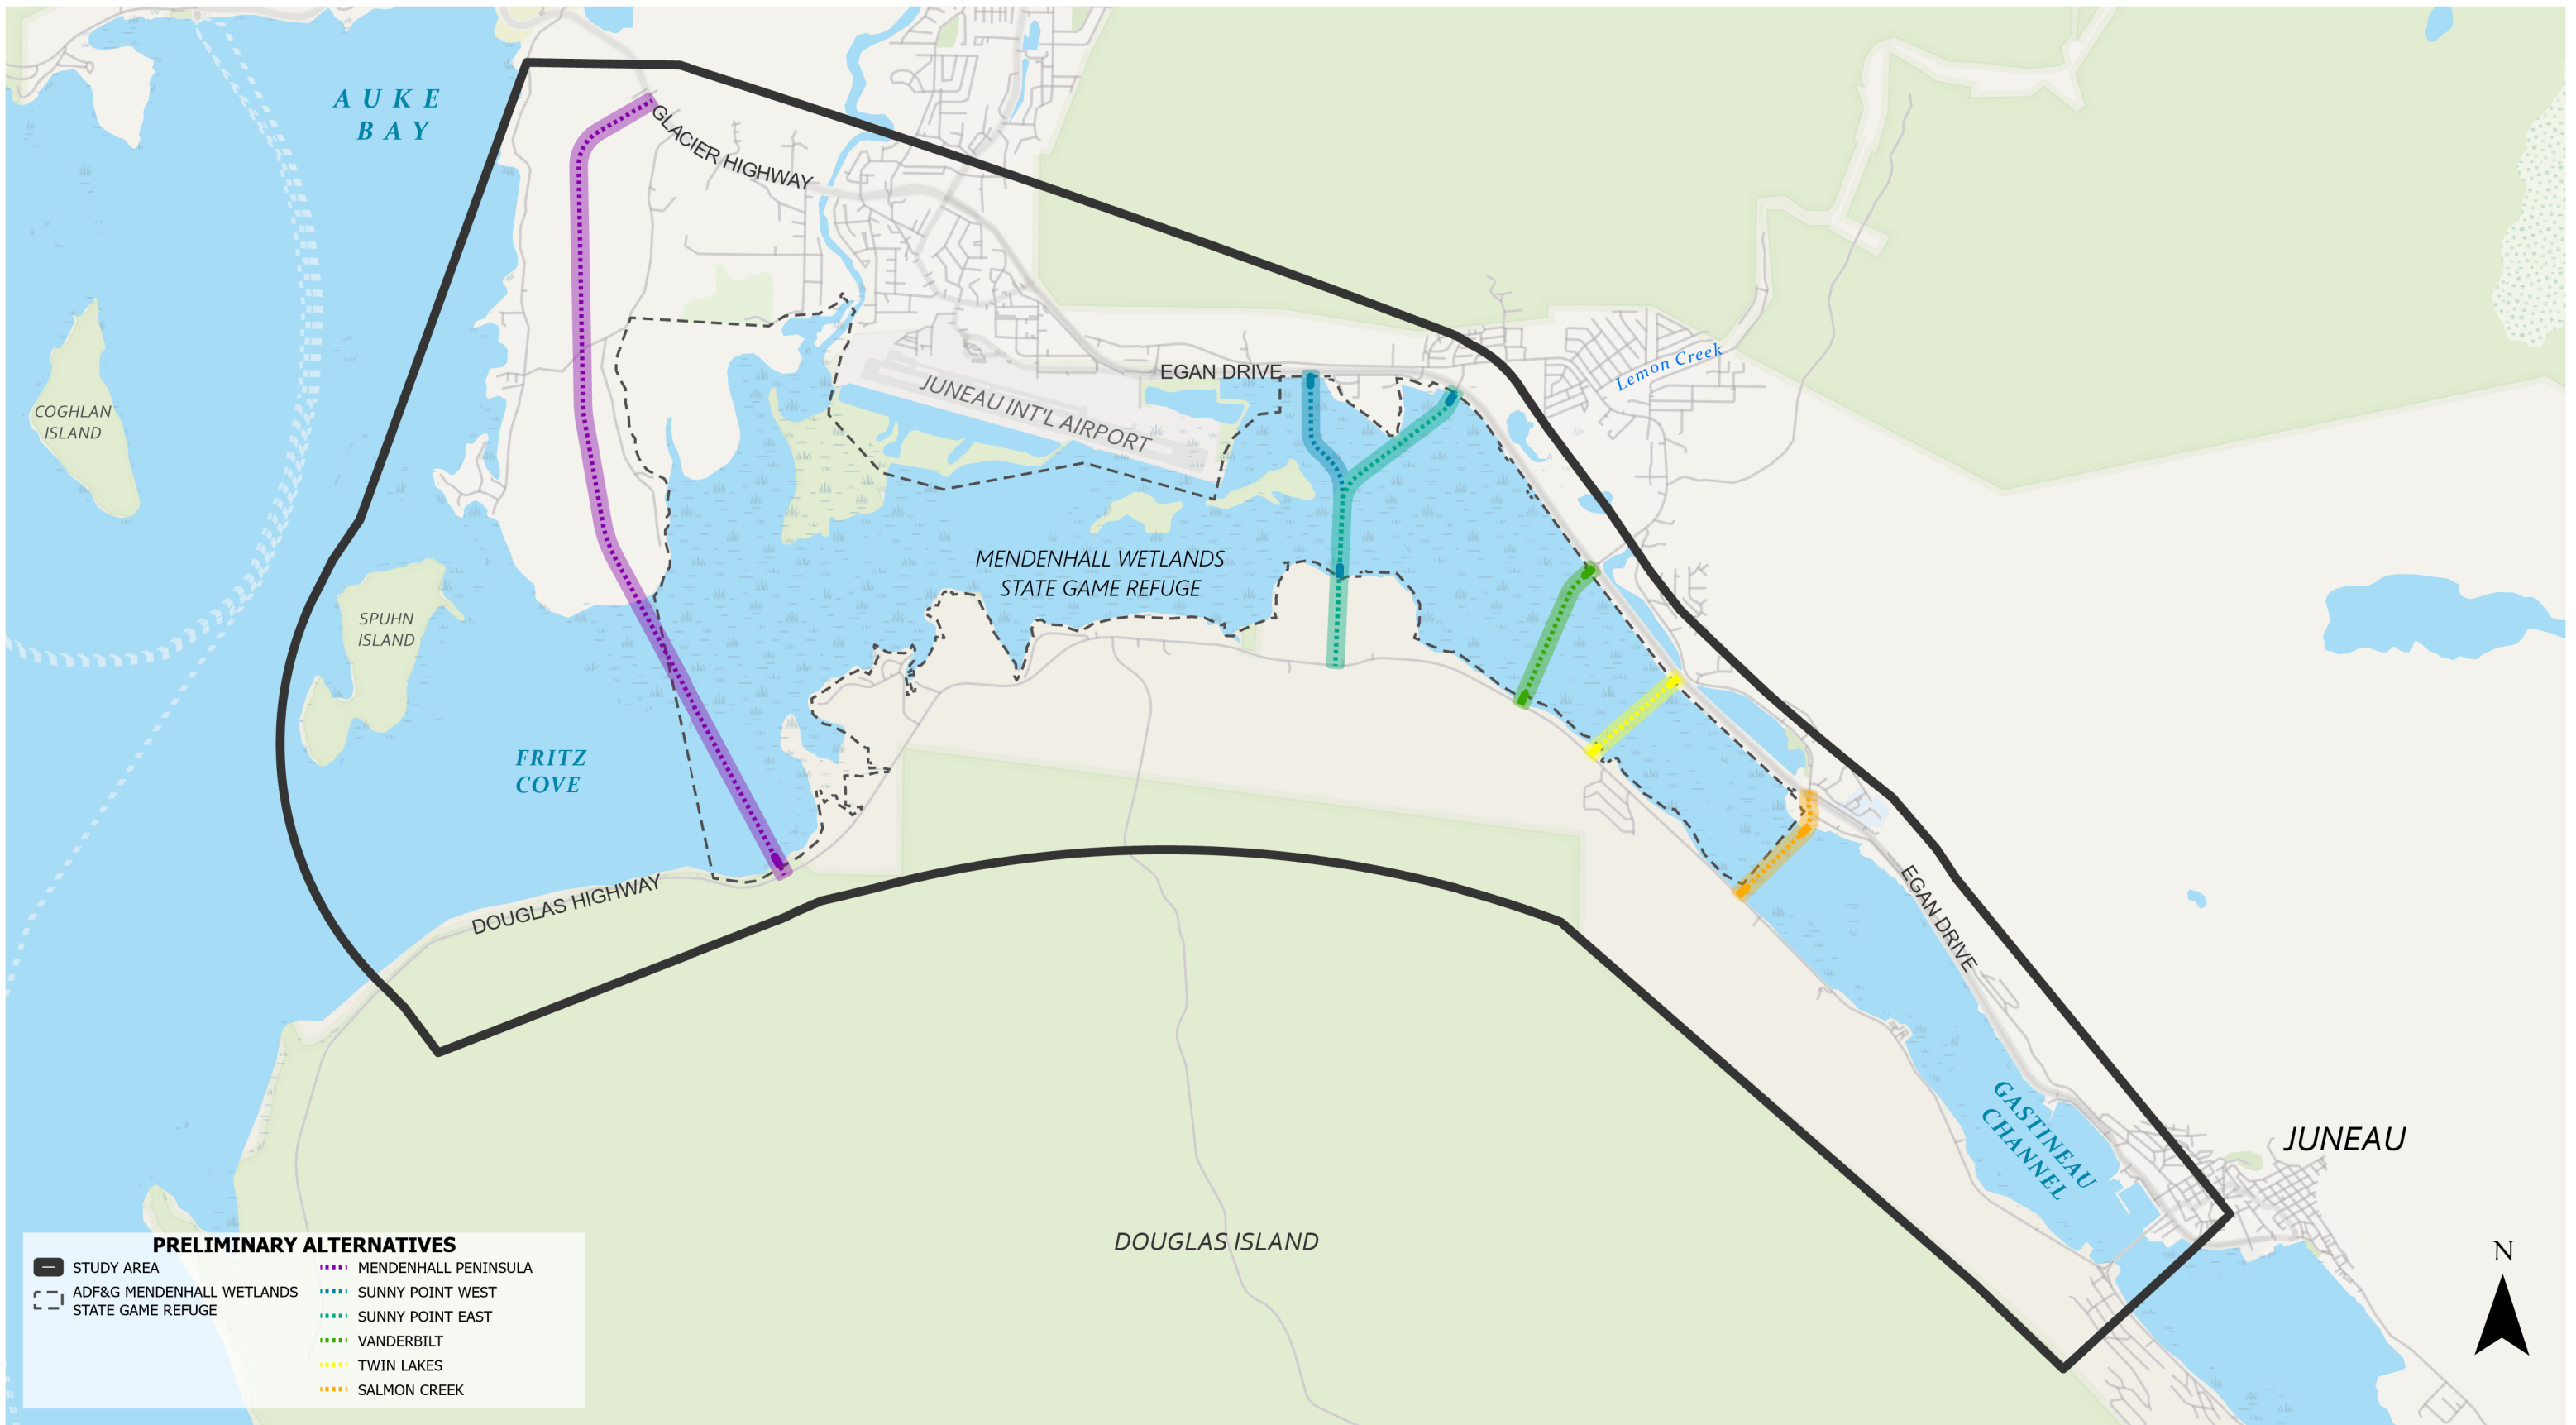 AUKE
BAY
GLACIER HIGHWAY
Lemon Creek
EGAN DRIVE
JUNEAU INT'L AIRPORT
COGHLAN
ISLAND
MENDENHALL WETLANDS
STATE GAME REFUGE
SPUHN
ISLAND
FRITZ
COVE
DOUGLAS HIGHWAY
EGAN DRIVE
GASTINEAU
CHANNEL
JUNEAU
DOUGLAS ISLAND
N
PRELIMINARY ALTERNATIVES
STUDY AREA
ADF&G MENDENHALL WETLANDS
STATE GAME REFUGE
MENDENHALL PENINSULA
SUNNY POINT WEST
SUNNY POINT EAST
VANDERBILT
TWIN LAKES
SALMON CREEK